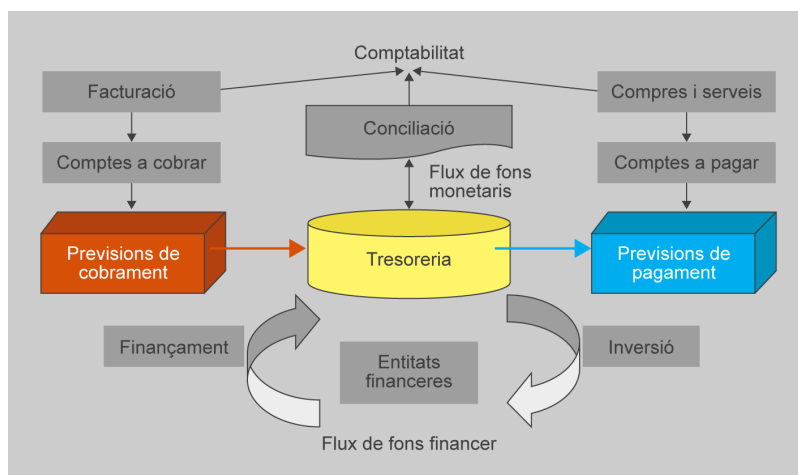 Comptabilitat
Facturació
Compres i serveis
Conciliació
Comptes a cobrar
Flux de fons
monetaris
Comptes a pagar
Previsions de
cobrament
Tresoreria
Previsions de
pagament
Finançament
Entitats
financeres
Inversió
Flux de fons financer